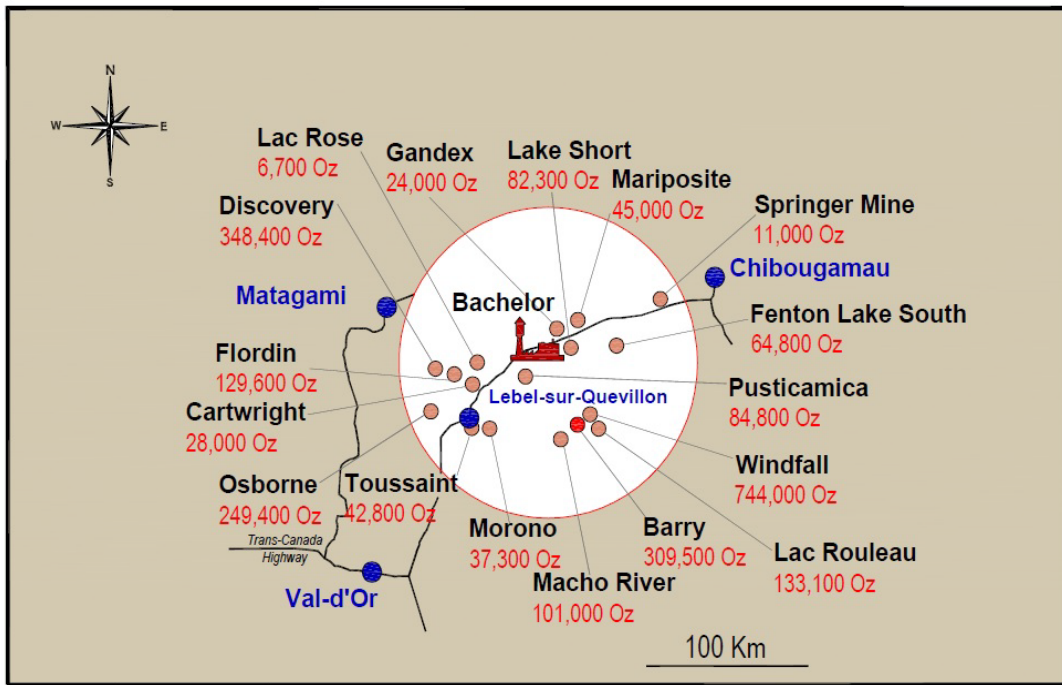 N
W
E
S
Lac Rose
6,700 Oz
Gandex
24,000 Oz
Lake Short
82,300 Oz
Mariposite
45,000 Oz
Discovery
348,400 Oz
Springer Mine
11,000 Oz
Matagami
Chibougamau
Bachelor
Fenton Lake South
64,800 Oz
Flordin
129,600 Oz
Lebel-sur-Quevillon
Pusticamica
84,800 Oz
Cartwright
28,000 Oz
Windfall
744,000 Oz
Osborne
249,400 Oz
Toussaint
42,800 Oz
Morono
37,300 Oz
Barry
309,500 Oz
Lac Rouleau
133,100 Oz
Trans-Canada
Highway
Macho River
101,000 Oz
Val-d'Or
100 Km